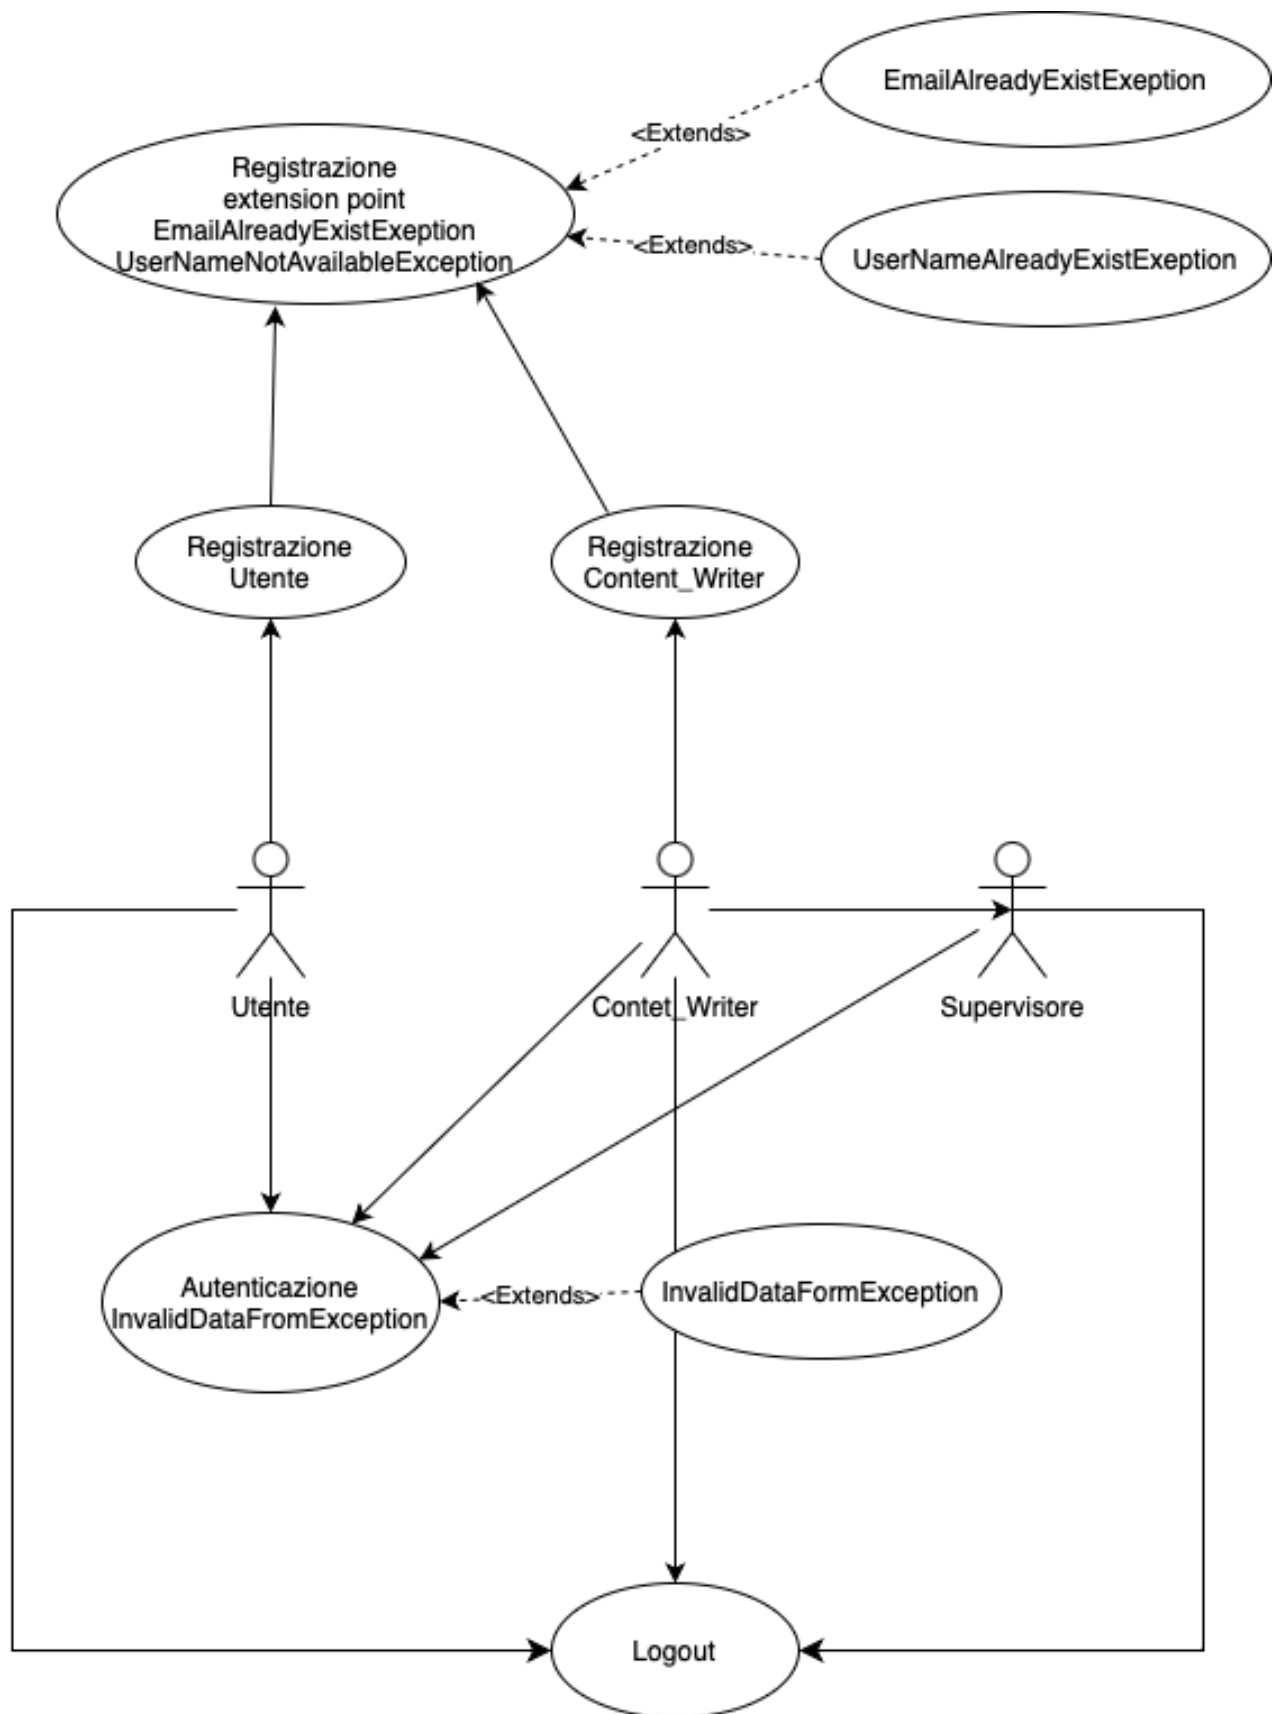 EmailAlreadyExistExeption
<Extends>
Registrazione
extension point
EmailAlreadyExistExeption
UserNameNotAvailableException
<Extends>
UserNameAlreadyExistExeption
Registrazione
Utente
Registrazione
Content_Writer
Utente
Contet_Writer
Supervisore
Autenticazione
InvalidDataFromException
<Extends>
InvalidDataFormException
Logout